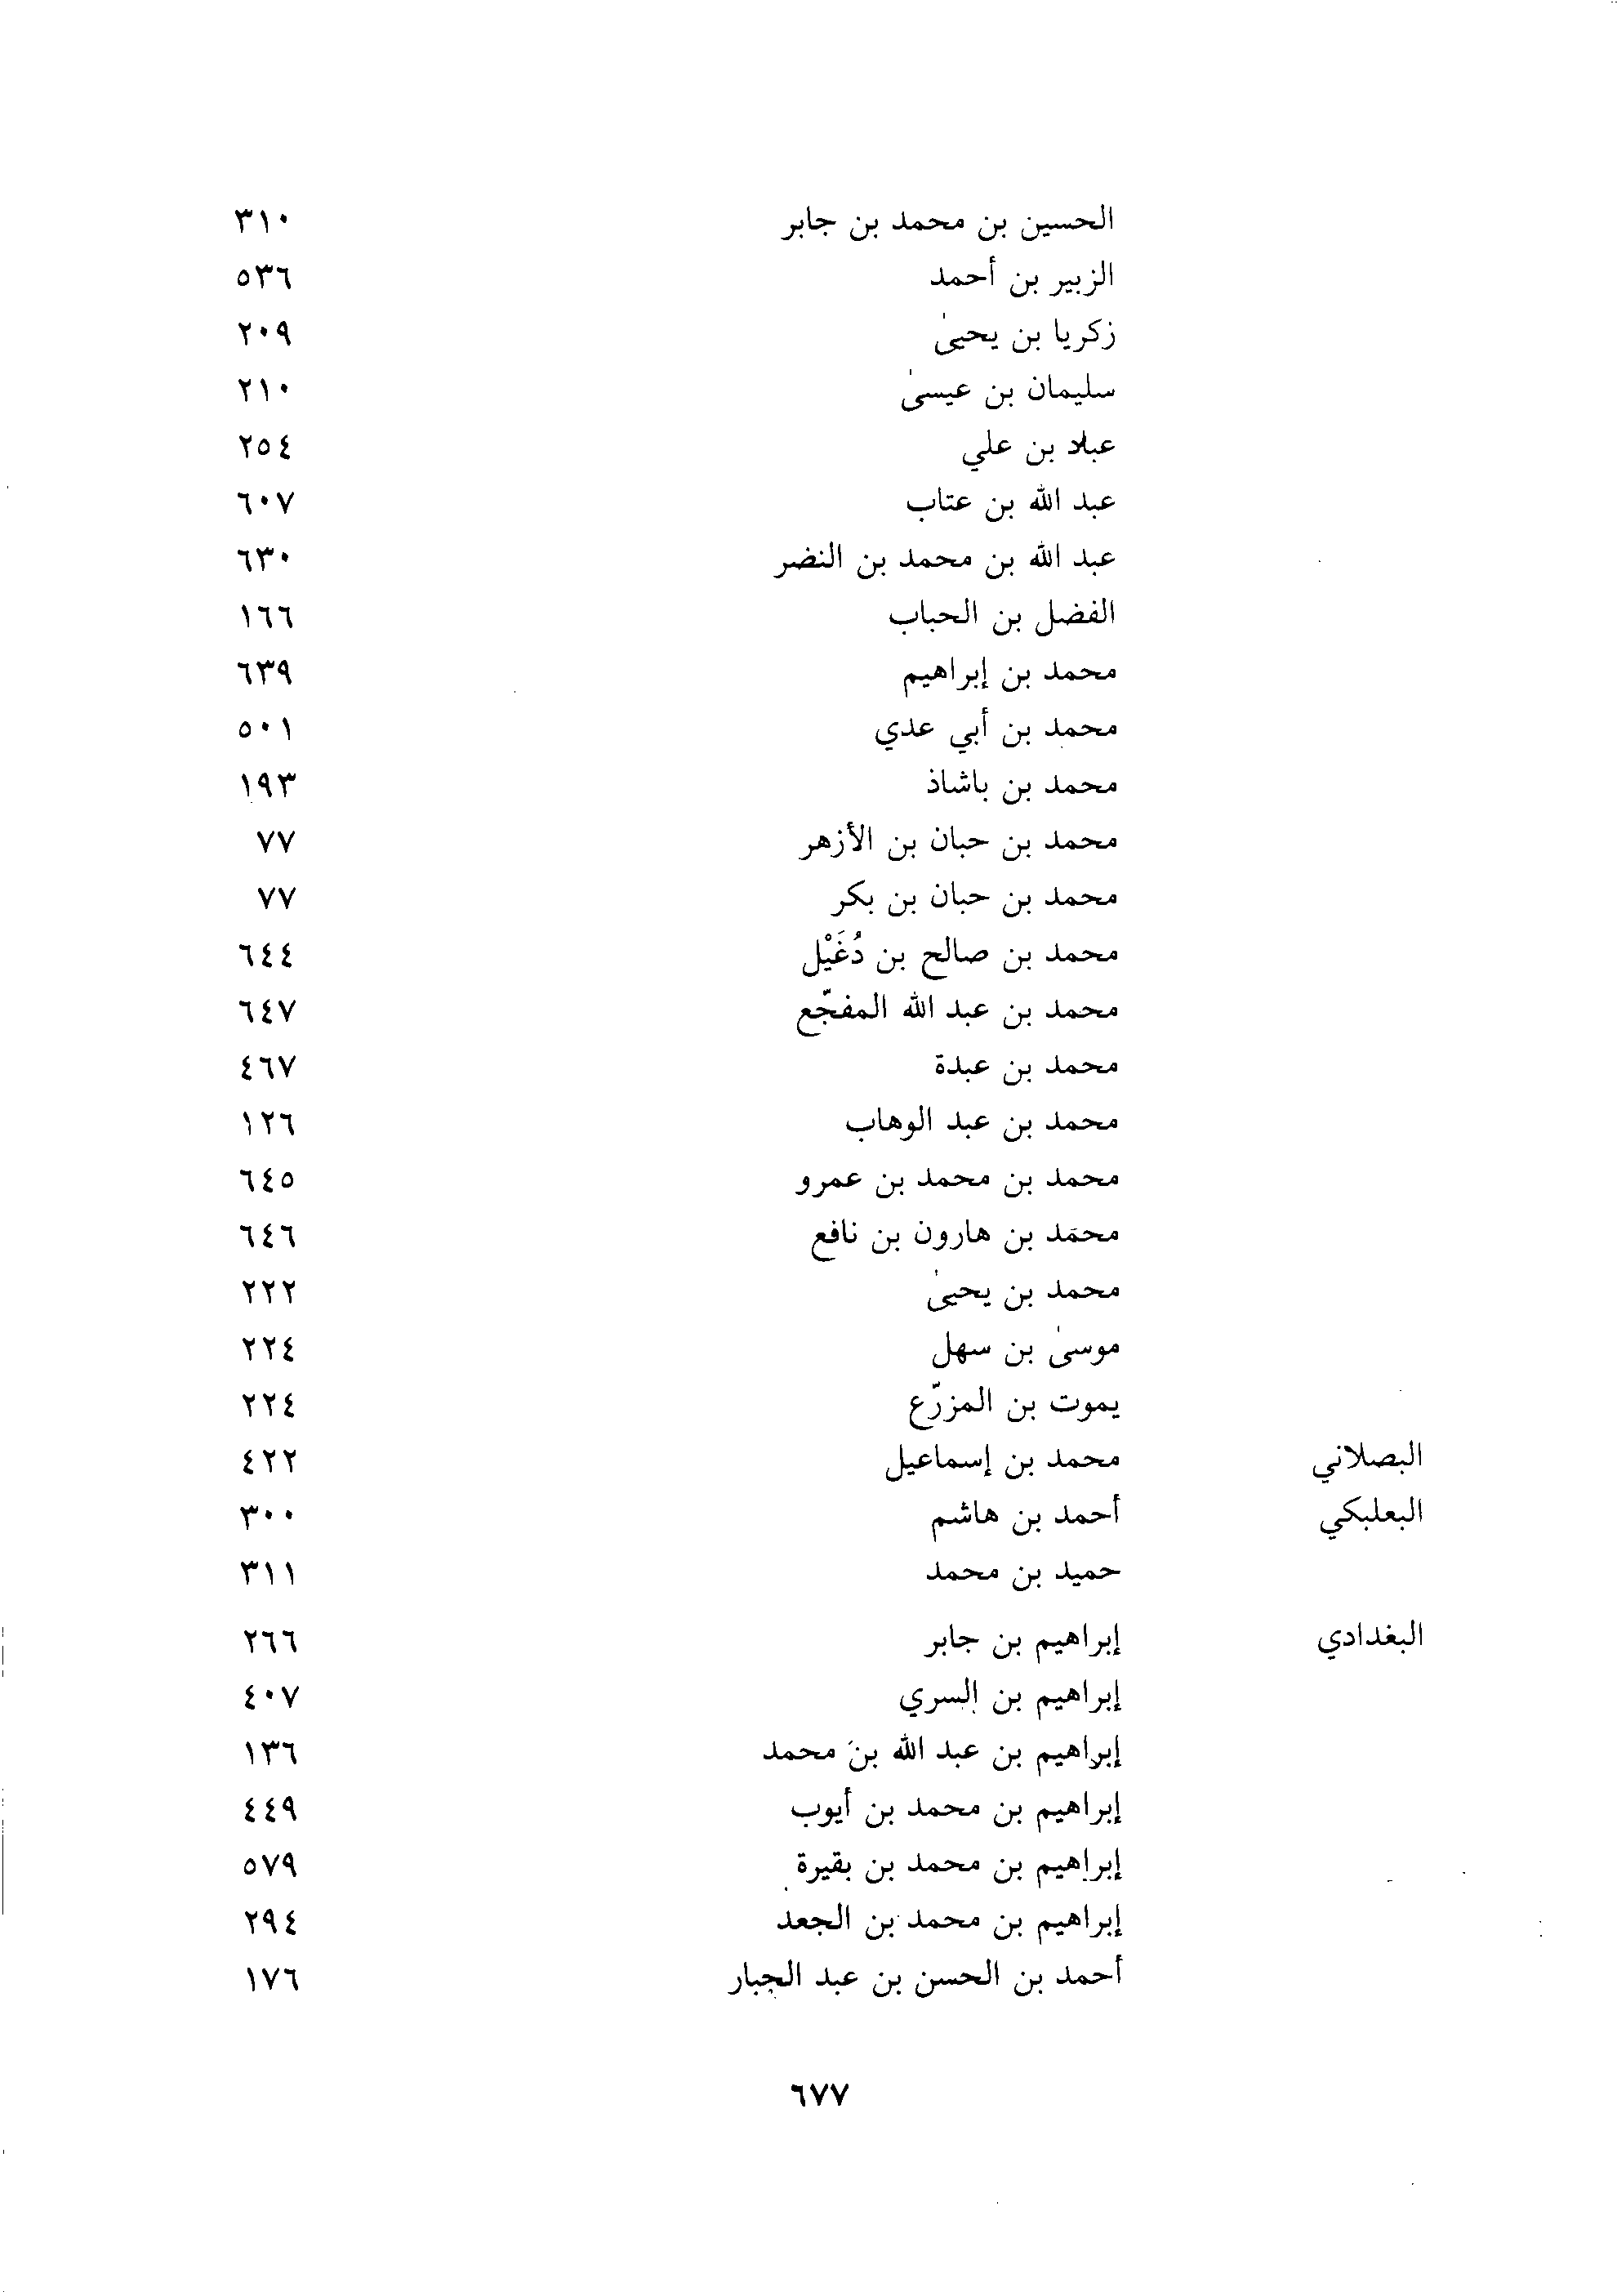 الحسين بن محمد بن جابر ٣١٠
الزبير بن أحمد ٥٣٦
زكريا بن يحيىٰ ٢٠٩
سليمان بن عيسىٰ ٢١٠
عبلاد بن علي ٢٥٤
عبد الله بن عتاب ٦٠٧
عبد الله بن محمد بن النضر ٦٣٠
الفضل بن الحباب ١٦٦
محمد بن إبراهيم ٦٣٩
محمد بن أبي عدي ٥٠١
محمد بن باشاذ ١٩٣
محمد بن حبان بن الأزهر ٧٧
محمد بن حبان بن بكر ٧٧
محمد بن صالح بن دُغَيْل ٦٤٤
محمد بن عبد الله المفجّع ٦٤٧
محمد بن عبدة ٤٦٧
محمد بن عبد الوهاب ١٢٦
محمد بن محمد بن عمرو ٦٤٥
محمد بن هارون بن نافع ٦٤٦
محمد بن يحيىٰ ٢٢٢
موسىٰ بن سهل ٢٢٤
يموت بن المزرّع ٢٢٤
البصلاني محمد بن إسماعيل ٤٢٢
البعلبكي أحمد بن هاشم ٣٠٠
حميد بن محمد ٣١١
البغدادي إبراهيم بن جابر ٢٦٦
إبراهيم بن السري ٤٠٧
إبراهيم بن عبد الله بن محمد ١٣٦
إبراهيم بن محمد بن أيوب ٤٤٩
إبراهيم بن محمد بن بقيرة ٥٧٩
إبراهيم بن محمد بن الجعد ٢٩٤
أحمد بن الحسن بن عبد الجبار ١٧٦
٦٧٧